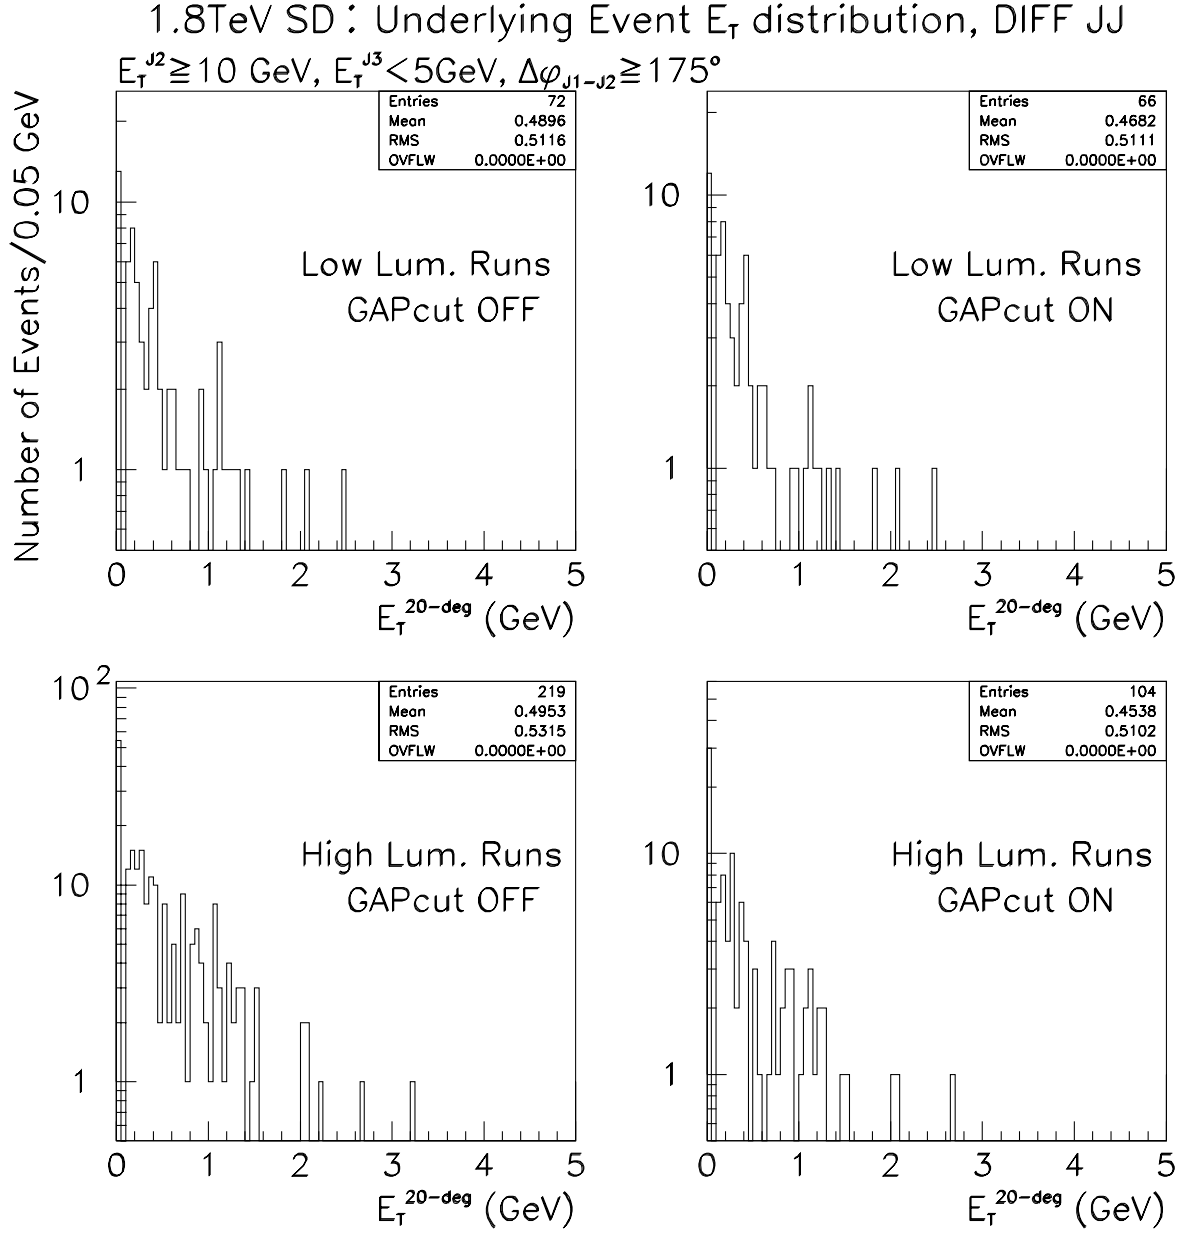 1.8TeV SD : Underlying Event E_T distribution, DIFF JJ
E_T^J2≧10 GeV, E_T^J3<5GeV, Δφ_J1-J2≧175°
Number of Events/0.05 GeV
Entries 72
Mean 0.4896
RMS 0.5116
OVFLW 0.0000E+00
10
1
Low Lum. Runs
GAPcut OFF
0 1 2 3 4 5
E_T^20-deg (GeV)
Entries 66
Mean 0.4682
RMS 0.5111
OVFLW 0.0000E+00
10
1
Low Lum. Runs
GAPcut ON
0 1 2 3 4 5
E_T^20-deg (GeV)
Entries 219
Mean 0.4953
RMS 0.5315
OVFLW 0.0000E+00
10^2
10
1
High Lum. Runs
GAPcut OFF
0 1 2 3 4 5
E_T^20-deg (GeV)
Entries 104
Mean 0.4538
RMS 0.5102
OVFLW 0.0000E+00
10
1
High Lum. Runs
GAPcut ON
0 1 2 3 4 5
E_T^20-deg (GeV)